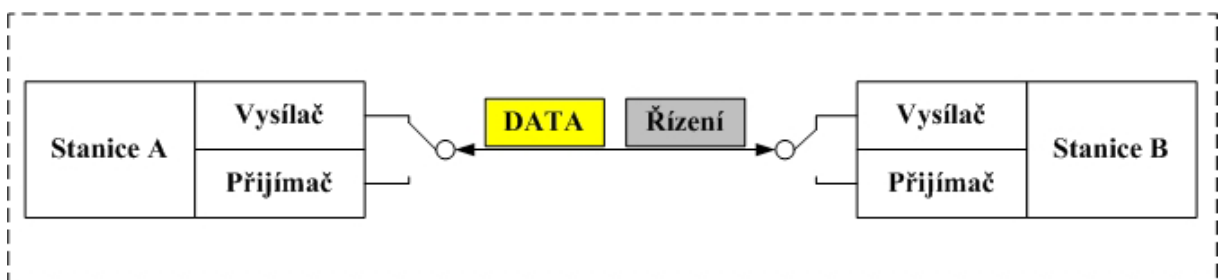 Stanice A
Vysílač
Přijímač
DATA
Řízení
Vysílač
Přijímač
Stanice B